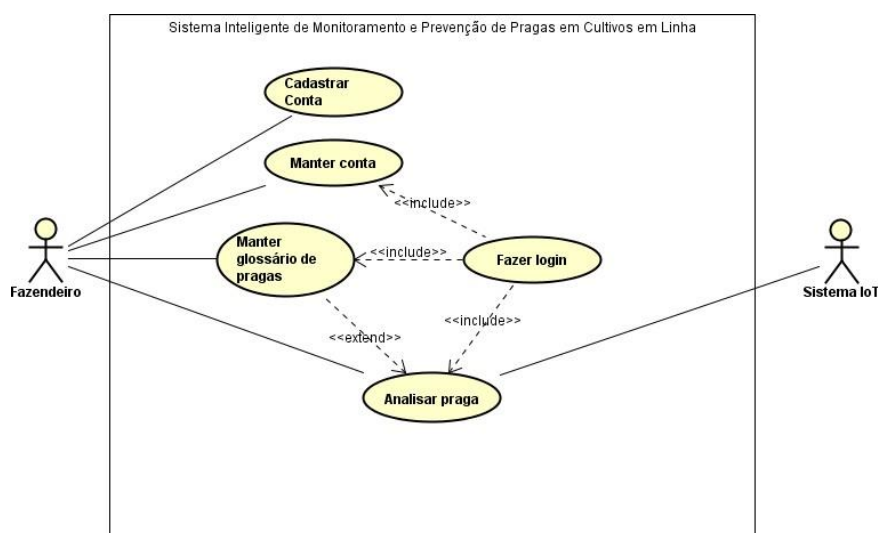 Sistema Inteligente de Monitoramento e Prevenção de Pragas em Cultivos em Linha
Cadastrar
Conta
Manter conta
<<include>>
Manter
glossário de
pragas
<<include>>
Fazer login
Fazendeiro
Sistema IoT
<<extend>>
<<include>>
Analisar praga